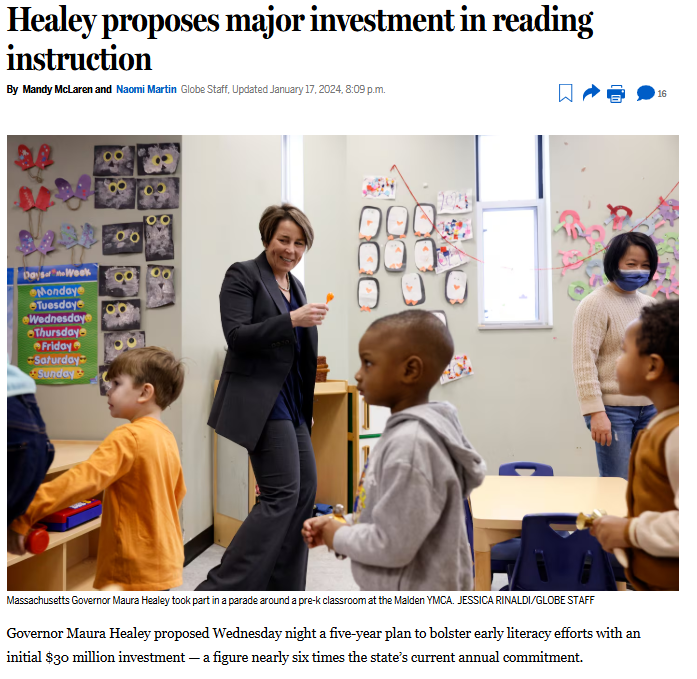 Healey proposes major investment in reading
instruction
By Mandy McLaren and Naomi Martin Globe Staff, Updated January 17, 2024, 8:09 p.m.
16
Days of the Week
Monday
Tuesday
Wednesday
Thursday
Friday
Saturday
Sunday
Massachusetts Governor Maura Healey took part in a parade around a pre-k classroom at the Malden YMCA. JESSICA RINALDI/GLOBE STAFF
Governor Maura Healey proposed Wednesday night a five-year plan to bolster early literacy efforts with an
initial $30 million investment — a figure nearly six times the state's current annual commitment.